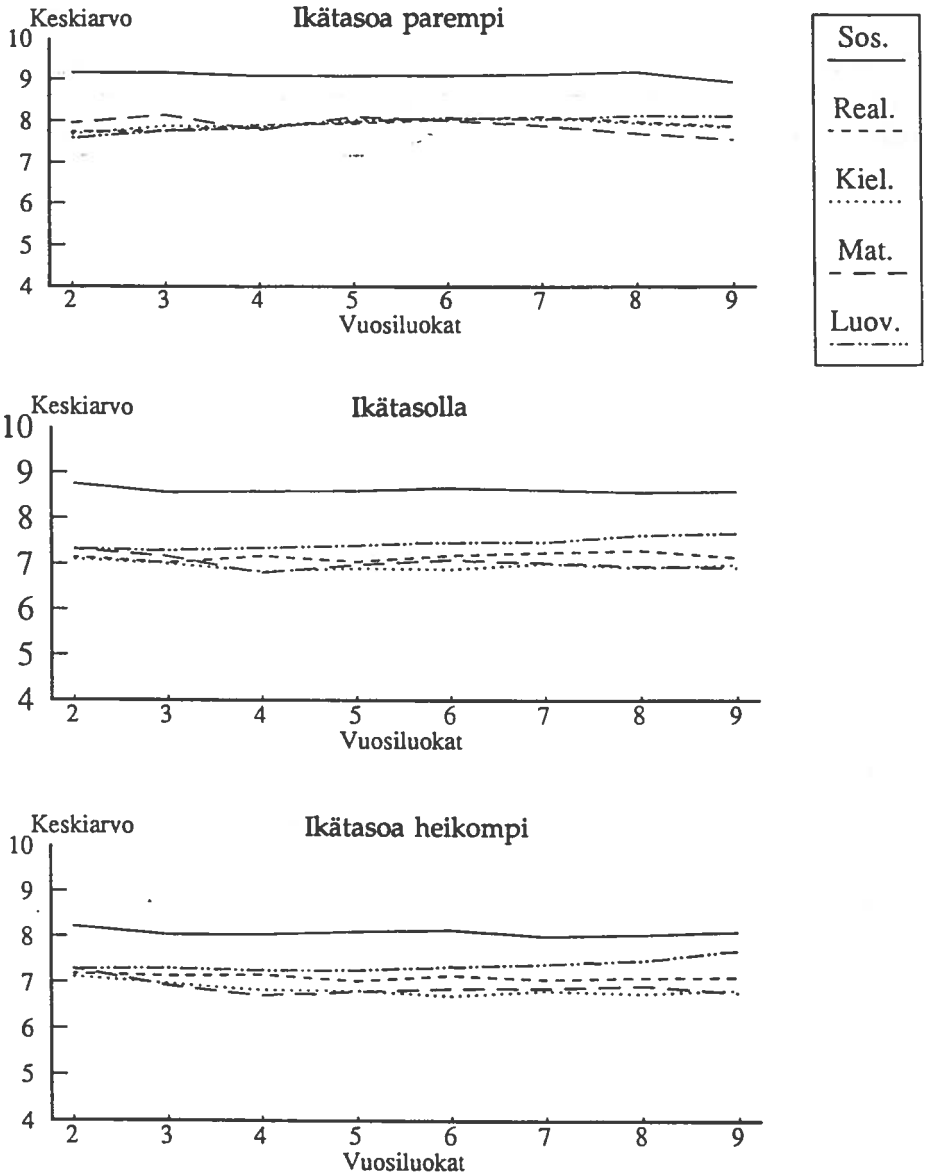 Keskiarvo
Ikätasoa parempi
10
9
8
7
6
5
4
2 3 4 5 6 7 8 9
Vuosiluokat
Sos.
Real.
Kiel.
Mat.
Luov.
Keskiarvo
Ikätasolla
10
9
8
7
6
5
4
2 3 4 5 6 7 8 9
Vuosiluokat
Keskiarvo
Ikätasoa heikompi
10
9
8
7
6
5
4
2 3 4 5 6 7 8 9
Vuosiluokat